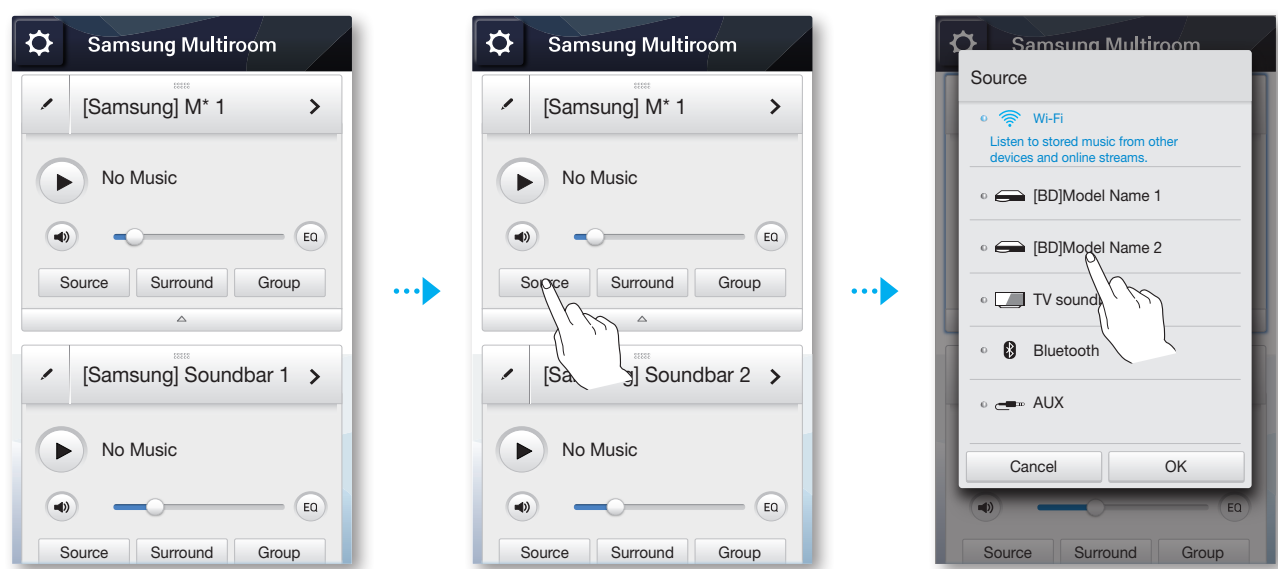 Samsung Multiroom
[Samsung] M* 1
No Music
EQ
Source Surround Group
[Samsung] Soundbar 1
No Music
EQ
Source Surround Group
Samsung Multiroom
[Samsung] M* 1
No Music
EQ
Source Surround Group
Soundbar 2
No Music
EQ
Source Surround Group
Samsung Multiroom
Source
Wi-Fi
Listen to stored music from other
devices and online streams.
[BD]Model Name 1
[BD]Model Name 2
TV
Bluetooth
AUX
Cancel OK
EQ
Source Surround Group